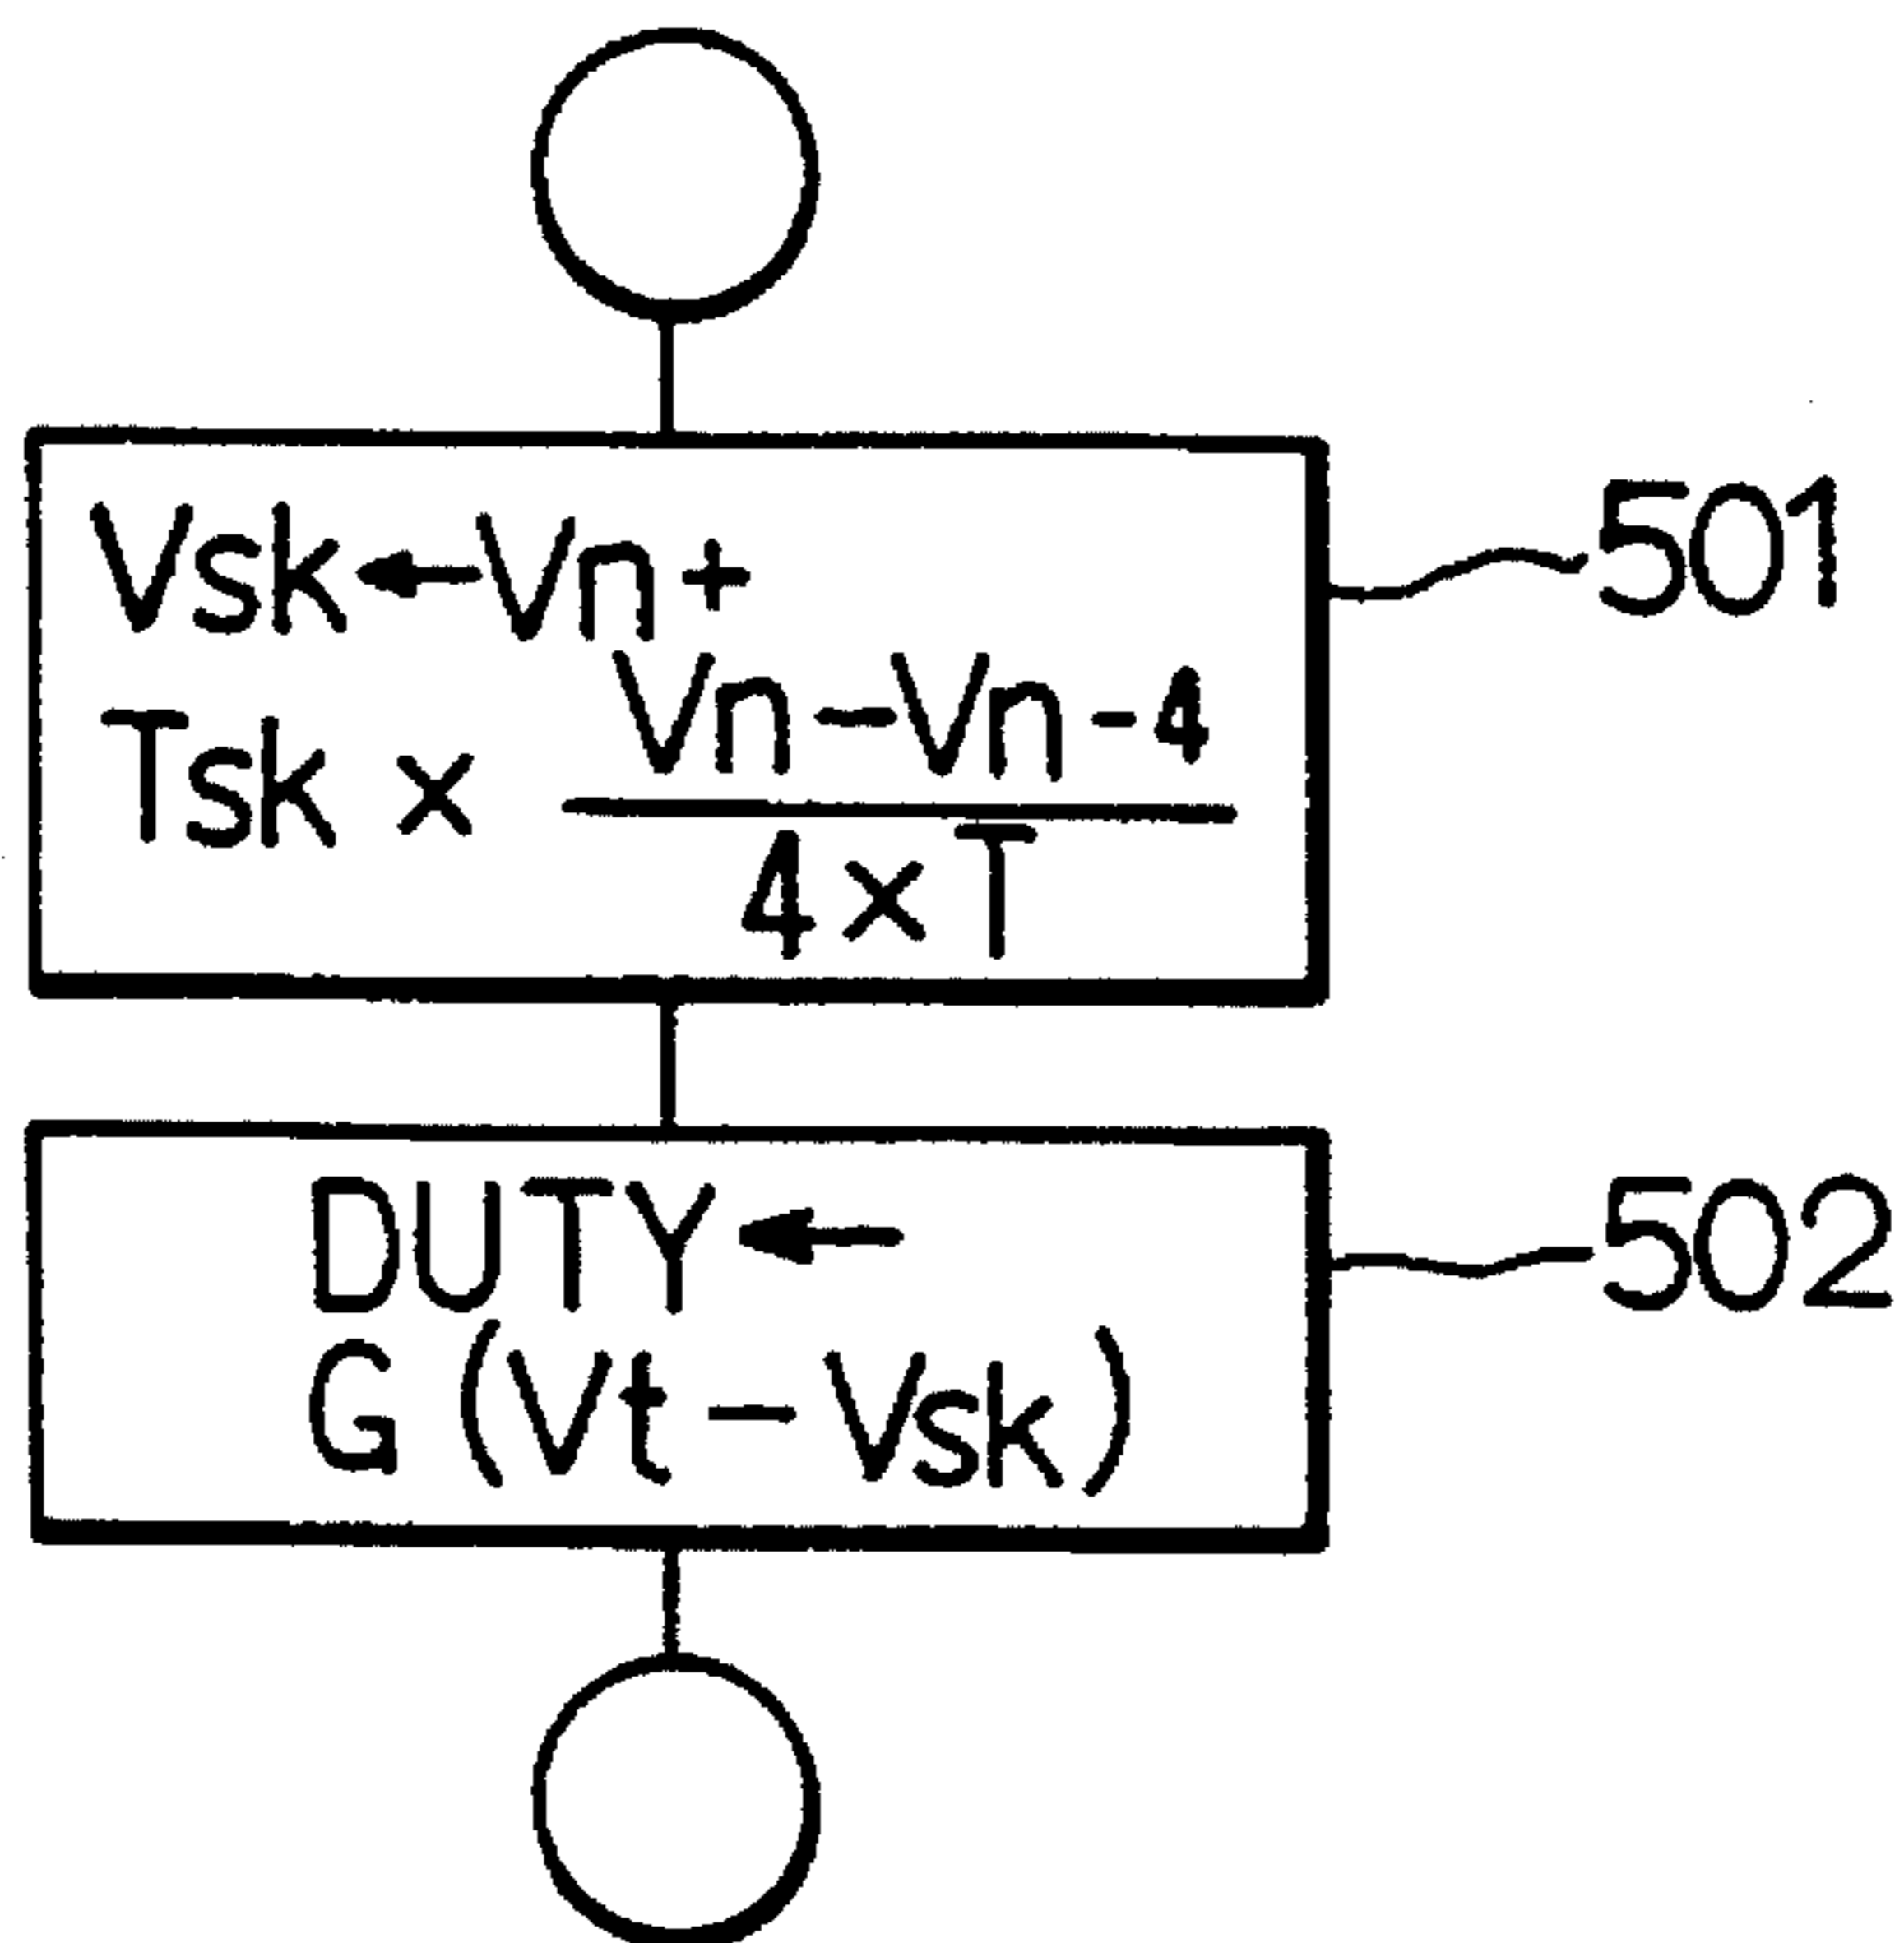 Vsk←Vn+
501
Vn-Vn-4
Tsk ×
4×T
DUTY←
502
G (Vt-Vsk)